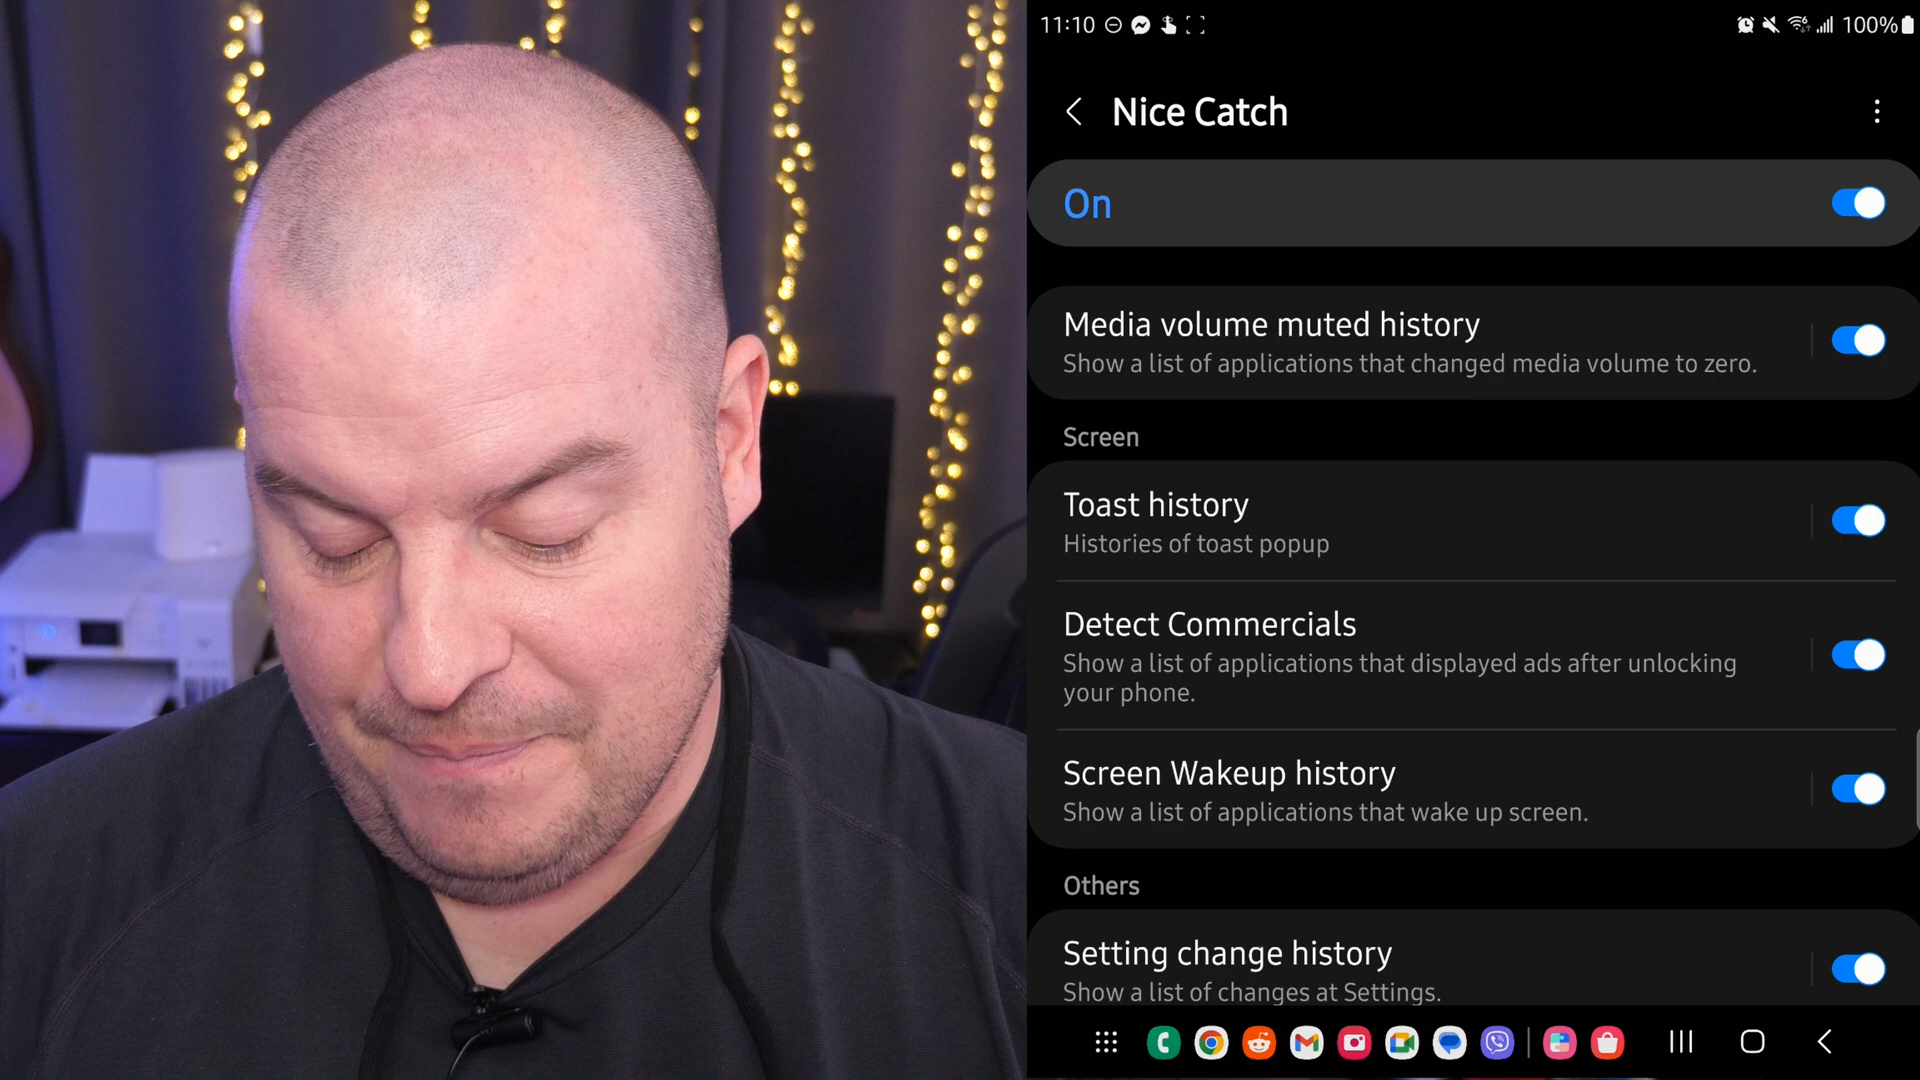 11:10
100%
Nice Catch
On
Media volume muted history
Show a list of applications that changed media volume to zero.
Screen
Toast history
Histories of toast popup
Detect Commercials
Show a list of applications that displayed ads after unlocking
your phone.
Screen Wakeup history
Show a list of applications that wake up screen.
Others
Setting change history
Show a list of changes at Settings.